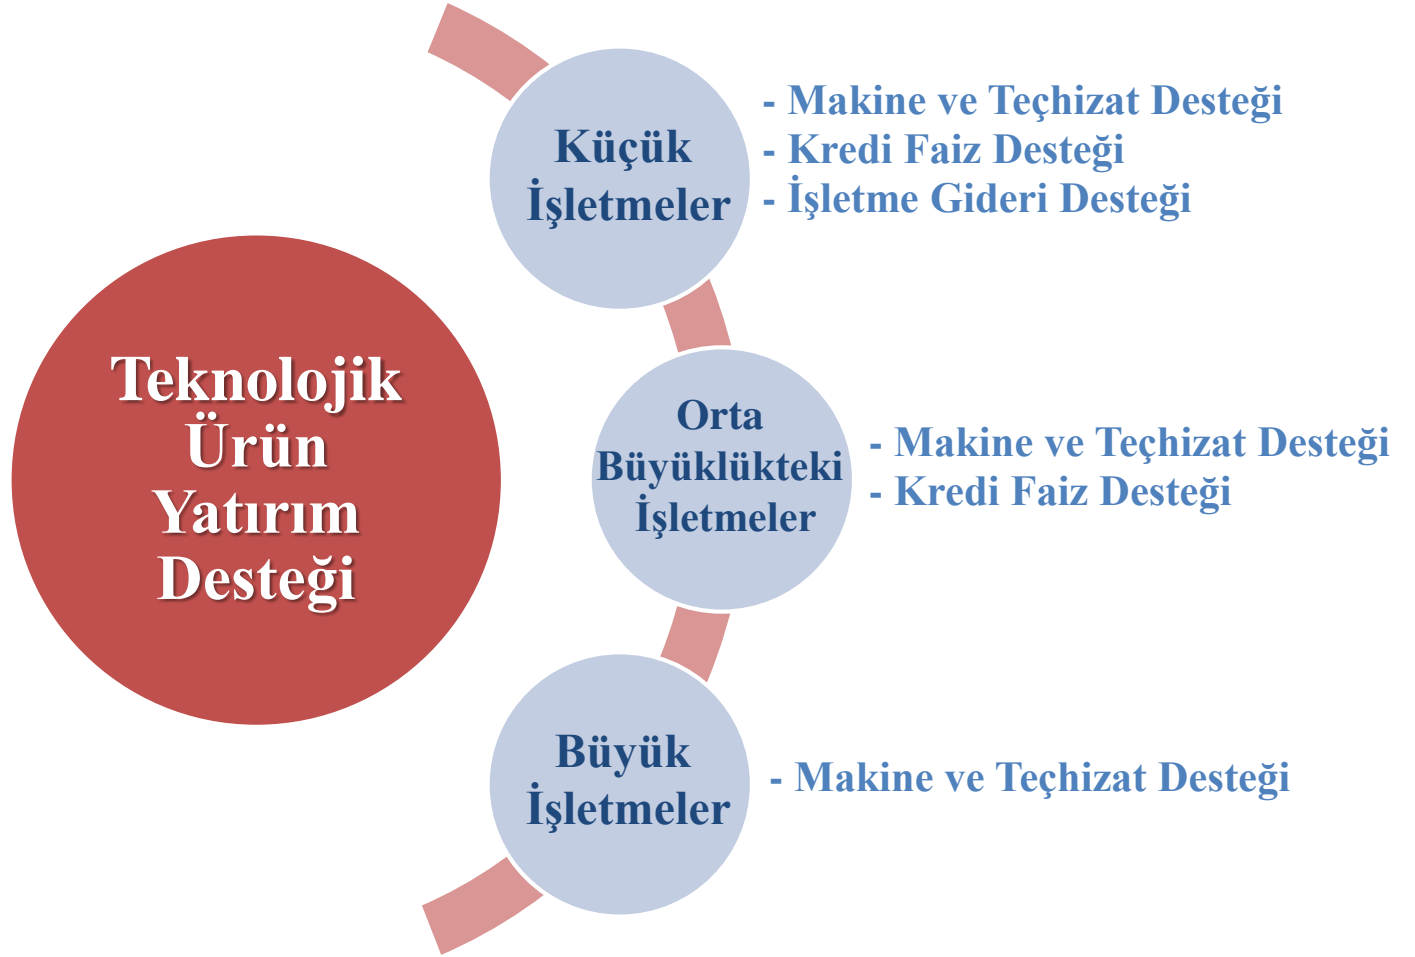 Teknolojik
Ürün
Yatırım
Desteği
Küçük
İşletmeler
- Makine ve Teçhizat Desteği
- Kredi Faiz Desteği
- İşletme Gideri Desteği
Orta
Büyüklükteki
İşletmeler
- Makine ve Teçhizat Desteği
- Kredi Faiz Desteği
Büyük
İşletmeler
- Makine ve Teçhizat Desteği